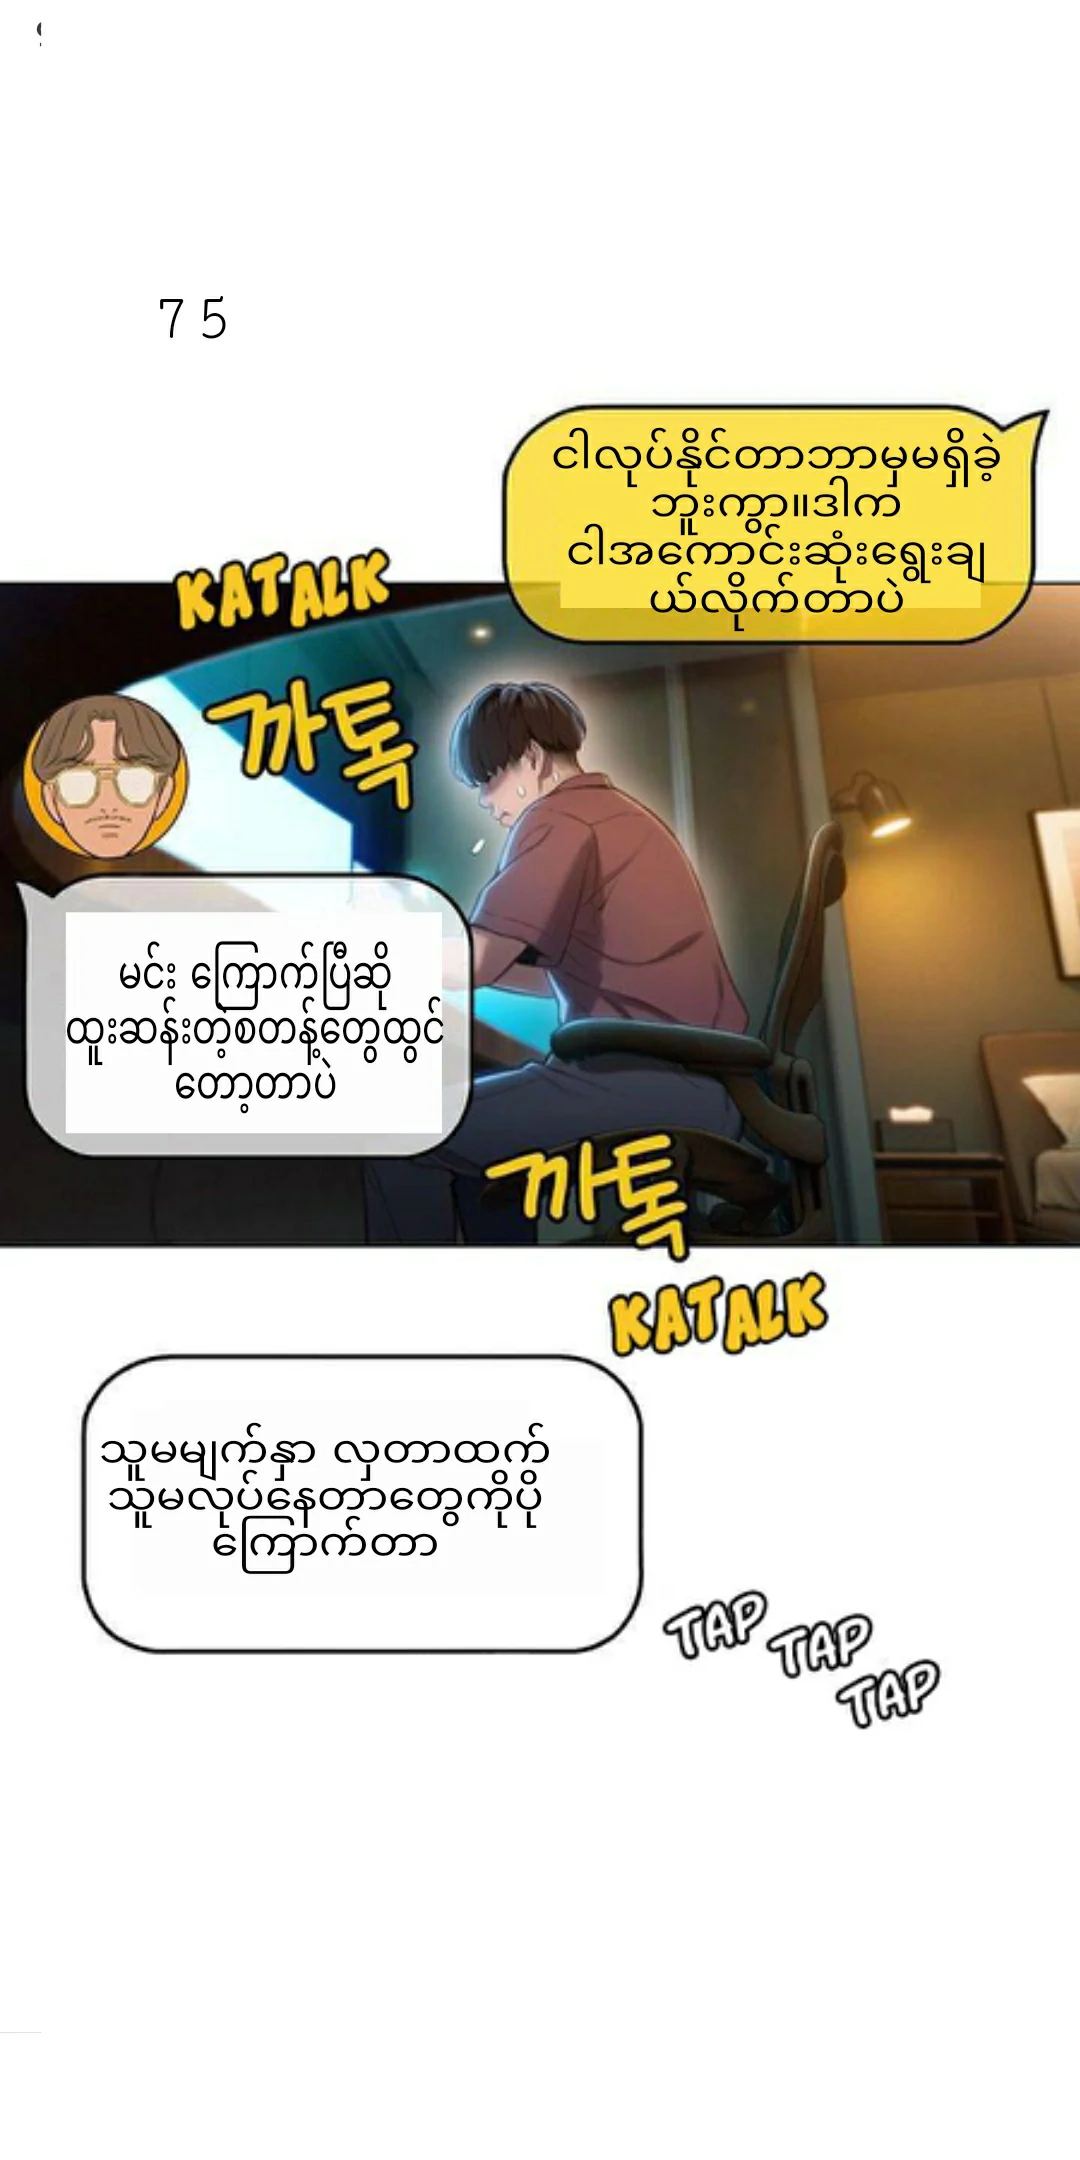 75
ငါလုပ်နိုင်တာဘာမှမရှိခဲ့
ဘူးကွာ။ဒါက
ငါအကောင်းဆုံးရွေးချ
ယ်လိုက်တာပဲ
KATALK
까톡
မင်း ကြောက်ပြီဆို
ထူးဆန်းတဲ့စတန့်တွေထွင်
တော့တာပဲ
까톡
KATALK
သူမမျက်နှာ လှတာထက်
သူမလုပ်နေတာတွေကိုပို
ကြောက်တာ
TAP
TAP
TAP